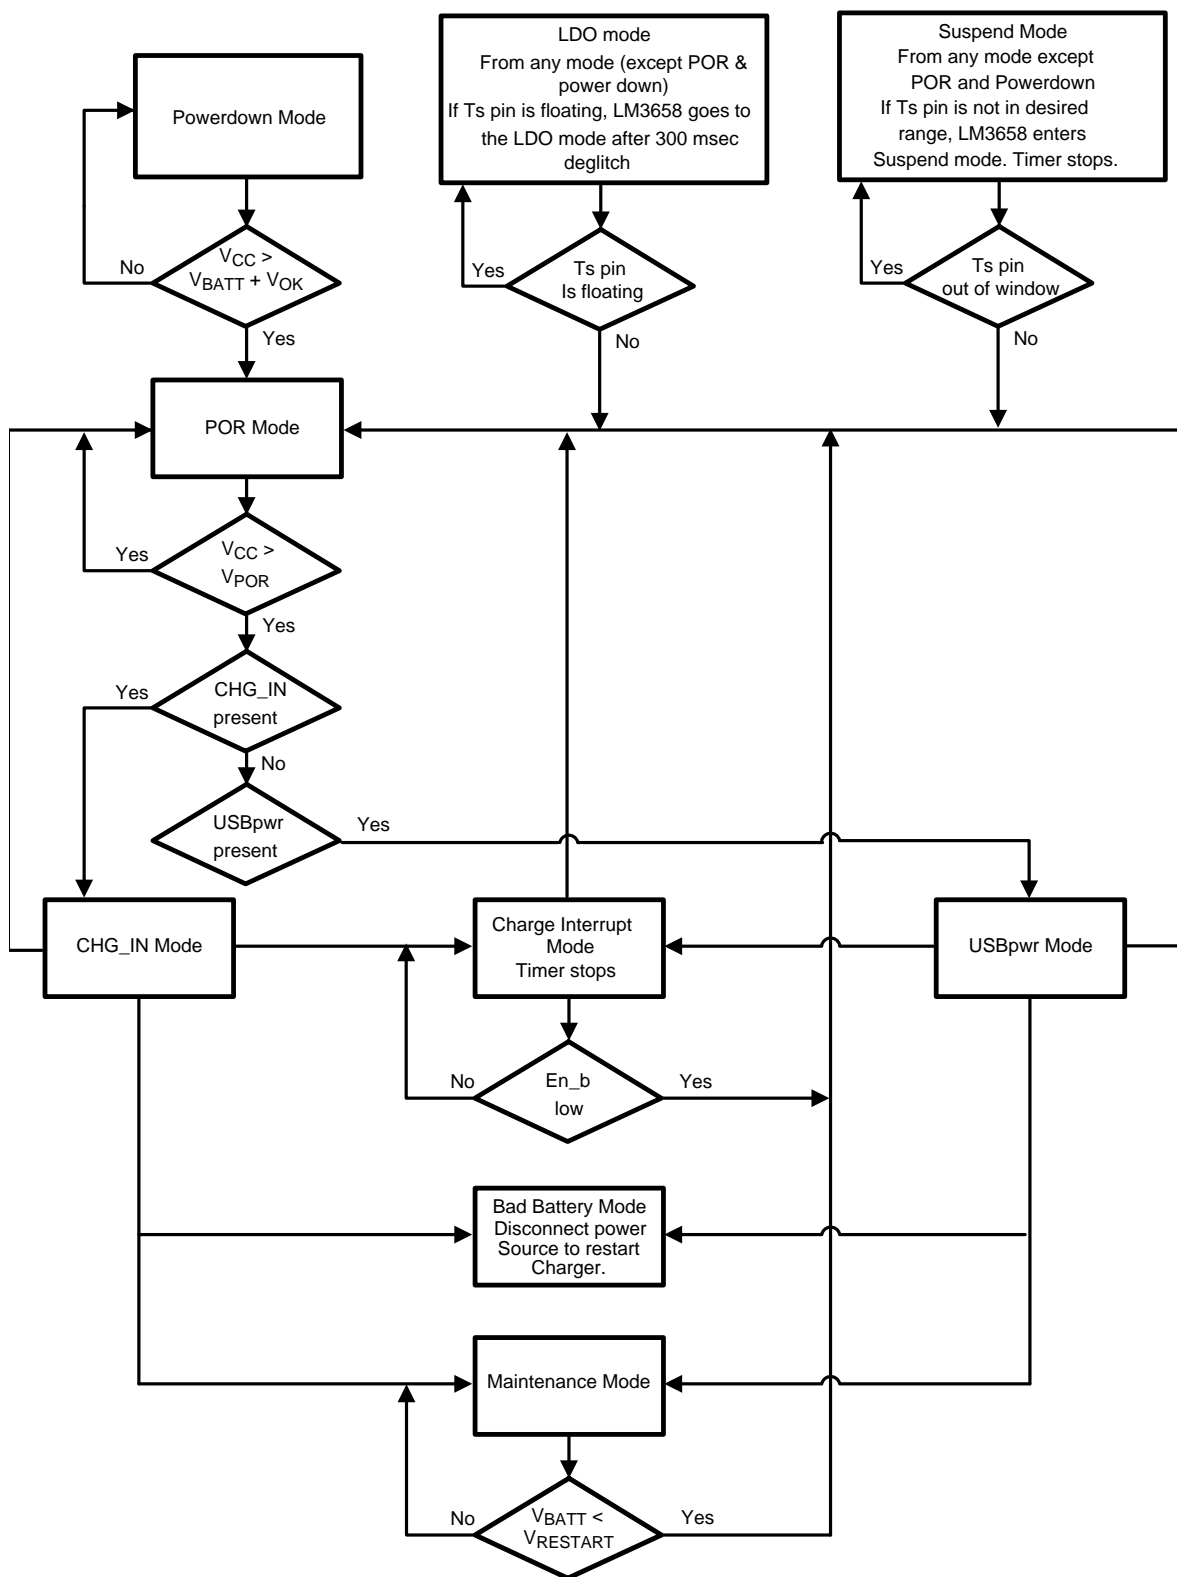 LDO mode
From any mode (except POR &
power down)
If Ts pin is floating, LM3658 goes to
the LDO mode after 300 msec
deglitch
Suspend Mode
From any mode except
POR and Powerdown
If Ts pin is not in desired
range, LM3658 enters
Suspend mode. Timer stops.
Powerdown Mode
No
VCC >
VBATT + VOK
Yes
Yes
Ts pin
Is floating
No
Yes
Ts pin
out of window
No
POR Mode
Yes
VCC >
VPOR
Yes
Yes
CHG_IN
present
No
USBpwr
present
Yes
CHG_IN Mode
Charge Interrupt
Mode
Timer stops
USBpwr Mode
No
En_b
low
Yes
Bad Battery Mode
Disconnect power
Source to restart
Charger.
Maintenance Mode
No
VBATT <
VRESTART
Yes